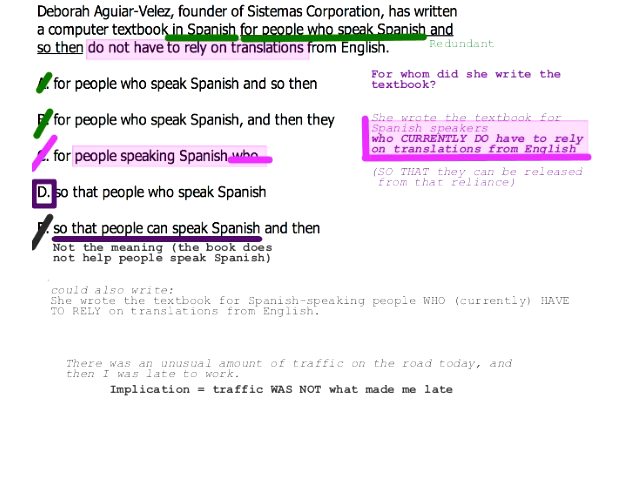 Deborah Aguiar-Velez, founder of Sistemas Corporation, has written
a computer textbook in Spanish for people who speak Spanish and
so then do not have to rely on translations from English.
Redundant
A. for people who speak Spanish and so then
For whom did she write the
textbook?
B. for people who speak Spanish, and then they
She wrote the textbook for
Spanish speakers
who CURRENTLY DO have to rely
on translations from English
C. for people speaking Spanish who
(SO THAT they can be released
from that reliance)
D. so that people who speak Spanish
so that people can speak Spanish and then
Not the meaning (the book does
not help people speak Spanish)
could also write:
She wrote the textbook for Spanish-speaking people WHO (currently) HAVE
TO RELY on translations from English.
There was an unusual amount of traffic on the road today, and
then I was late to work.
Implication = traffic WAS NOT what made me late